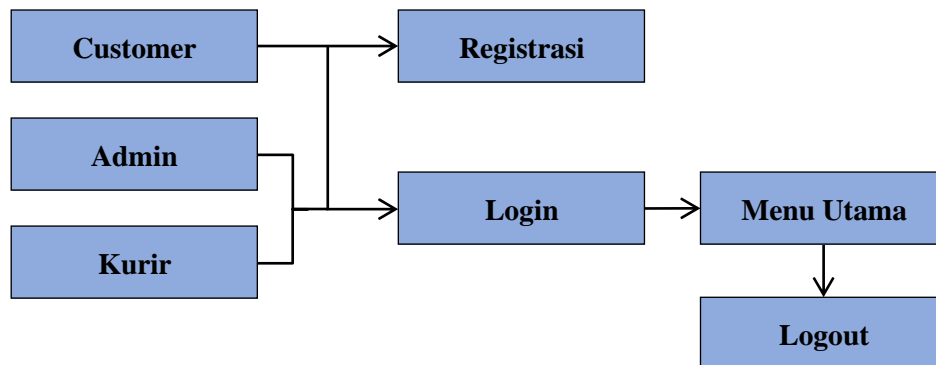 Customer
Registrasi
Admin
Login
Menu Utama
Kurir
Logout